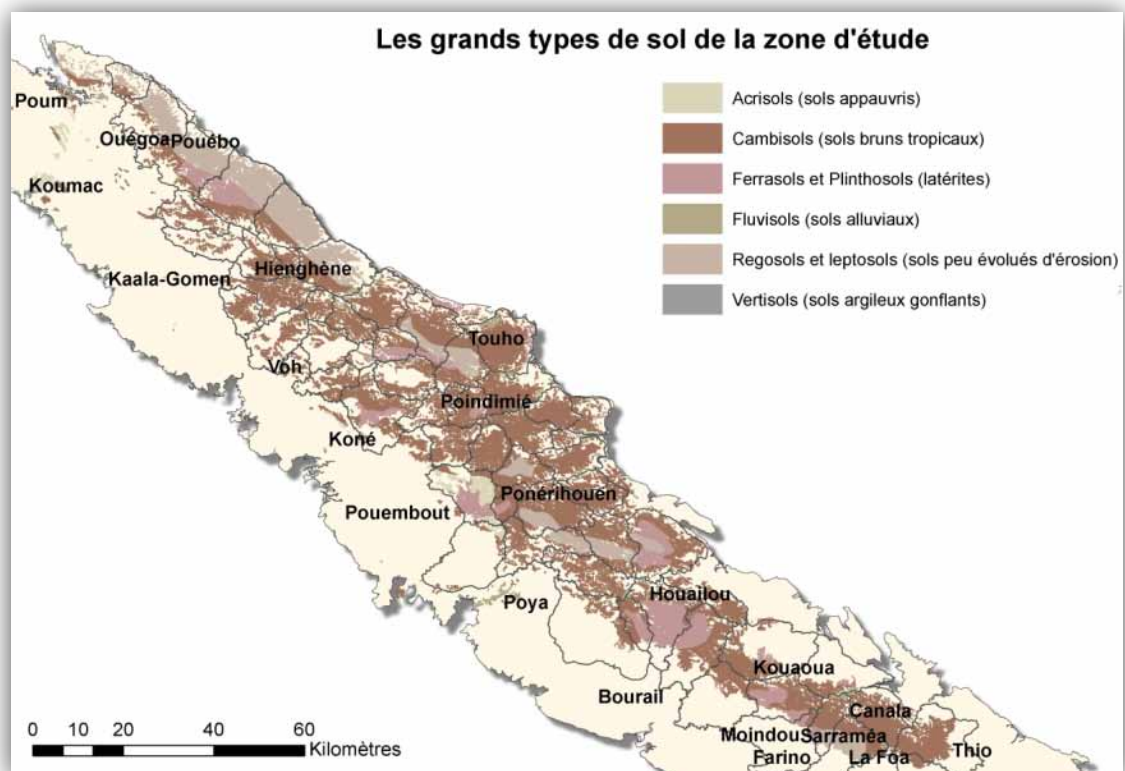 Les grands types de sol de la zone d'étude
Acrisols (sols appauvris)
Cambisols (sols bruns tropicaux)
Ferrasols et Plinthosols (latérites)
Fluvisols (sols alluviaux)
Regosols et leptosols (sols peu évolués d'érosion)
Vertisols (sols argileux gonflants)
Poum
Ouégoa
Pouébo
Koumac
Kaala-Gomen
Hienghène
Touho
Voh
Poindimié
Koné
Ponérihouen
Pouembout
Houailou
Poya
Kouaoua
Bourail
Canala
Moindou
Sarraméa
Farino
La Foa
Thio
0 10 20 40 60
Kilomètres